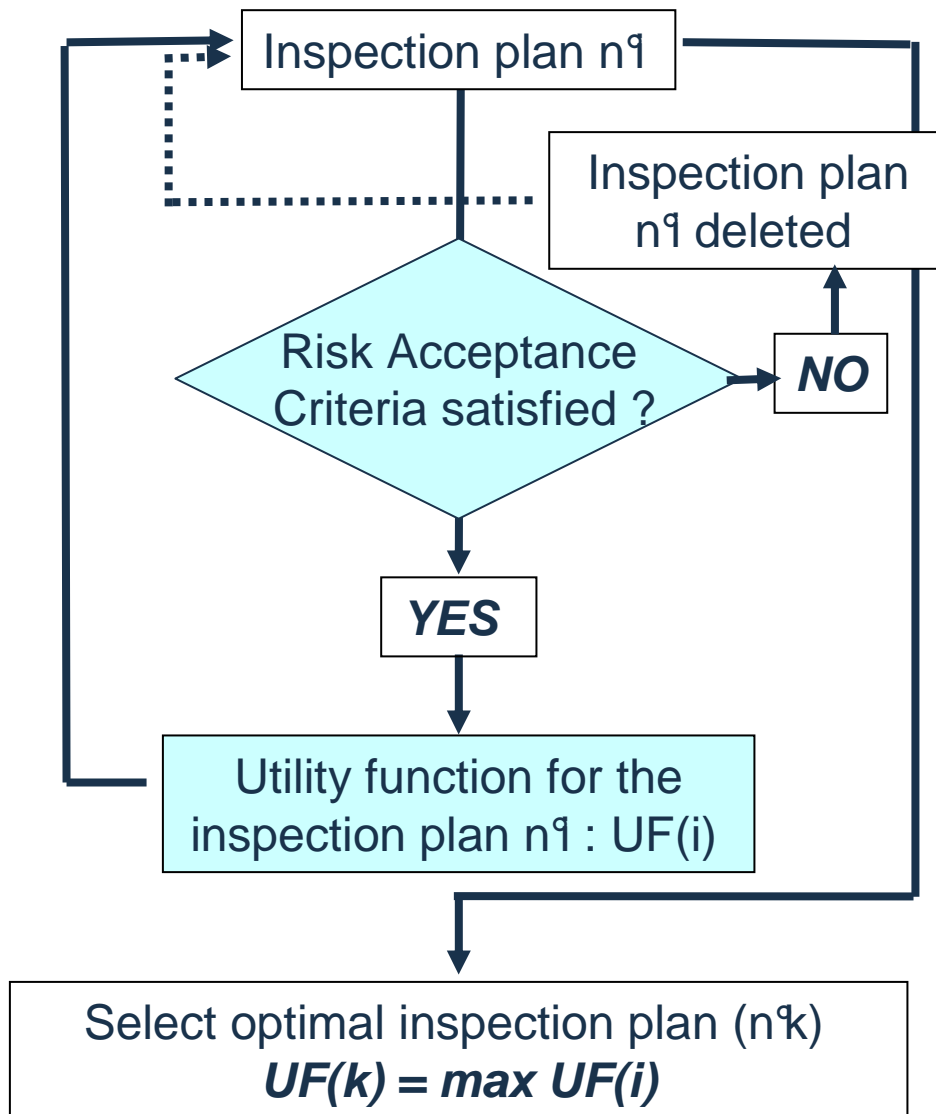 Inspection plan n°i
Inspection plan
n°i deleted
Risk Acceptance
Criteria satisfied ?
NO
YES
Utility function for the
inspection plan n°i : UF(i)
Select optimal inspection plan (n°k)
UF(k) = max UF(i)